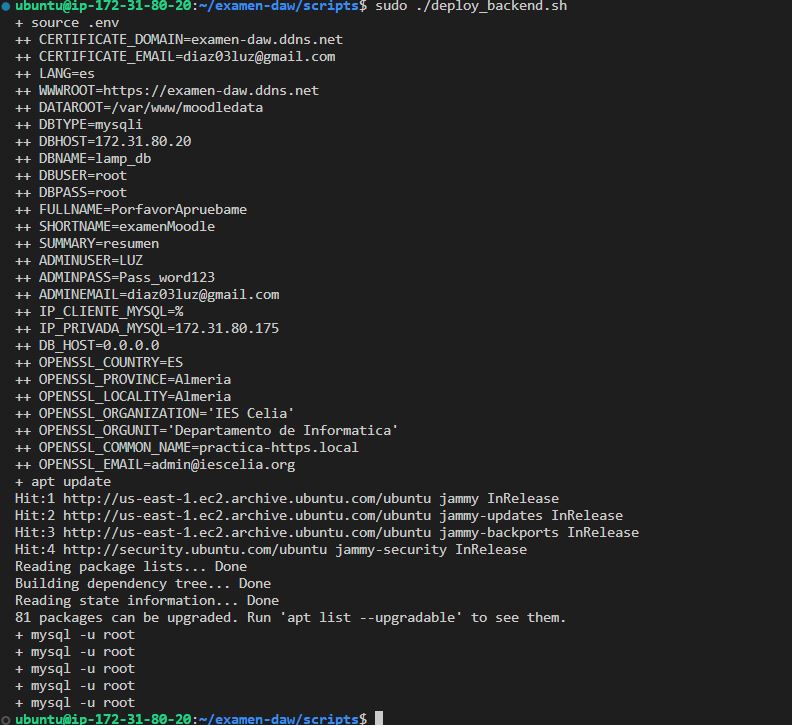 ubuntu@ip-172-31-80-20:~/examen-daw/scripts$ sudo ./deploy_backend.sh
+ source .env
++ CERTIFICATE_DOMAIN=examen-daw.ddns.net
++ CERTIFICATE_EMAIL=diaz03luz@gmail.com
++ LANG=es
++ WWWROOT=https://examen-daw.ddns.net
++ DATAROOT=/var/www/moodledata
++ DBTYPE=mysqli
++ DBHOST=172.31.80.20
++ DBNAME=lamp_db
++ DBUSER=root
++ DBPASS=root
++ FULLNAME=PorfavorApruebame
++ SHORTNAME=examenMoodle
++ SUMMARY=resumen
++ ADMINUSER=LUZ
++ ADMINPASS=Pass_word123
++ ADMINEMAIL=diaz03luz@gmail.com
++ IP_CLIENTE_MYSQL=%
++ IP_PRIVADA_MYSQL=172.31.80.175
++ DB_HOST=0.0.0.0
++ OPENSSL_COUNTRY=ES
++ OPENSSL_PROVINCE=Almeria
++ OPENSSL_LOCALITY=Almeria
++ OPENSSL_ORGANIZATION='IES Celia'
++ OPENSSL_ORGUNIT='Departamento de Informatica'
++ OPENSSL_COMMON_NAME=practica-https.local
++ OPENSSL_EMAIL=admin@iescelia.org
+ apt update
Hit:1 http://us-east-1.ec2.archive.ubuntu.com/ubuntu jammy InRelease
Hit:2 http://us-east-1.ec2.archive.ubuntu.com/ubuntu jammy-updates InRelease
Hit:3 http://us-east-1.ec2.archive.ubuntu.com/ubuntu jammy-backports InRelease
Hit:4 http://security.ubuntu.com/ubuntu jammy-security InRelease
Reading package lists... Done
Building dependency tree... Done
Reading state information... Done
81 packages can be upgraded. Run 'apt list --upgradable' to see them.
+ mysql -u root
+ mysql -u root
+ mysql -u root
+ mysql -u root
+ mysql -u root
ubuntu@ip-172-31-80-20:~/examen-daw/scripts$